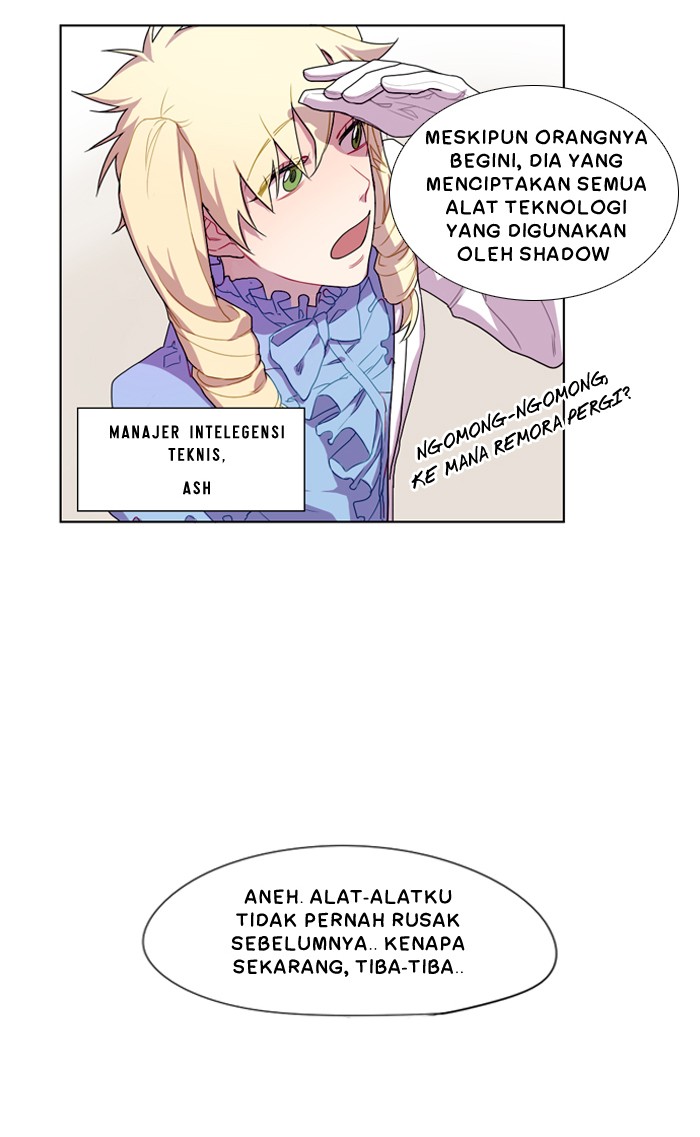 MESKIPUN ORANGNYA
BEGINI, DIA YANG
MENCIPTAKAN SEMUA
ALAT TEKNOLOGI
YANG DIGUNAKAN
OLEH SHADOW
NGOMONG-NGOMONG,
KE MANA REMORA PERGI?
MANAJER INTELEGENSI
TEKNIS,
ASH
ANEH. ALAT-ALATKU
TIDAK PERNAH RUSAK
SEBELUMNYA.. KENAPA
SEKARANG, TIBA-TIBA..